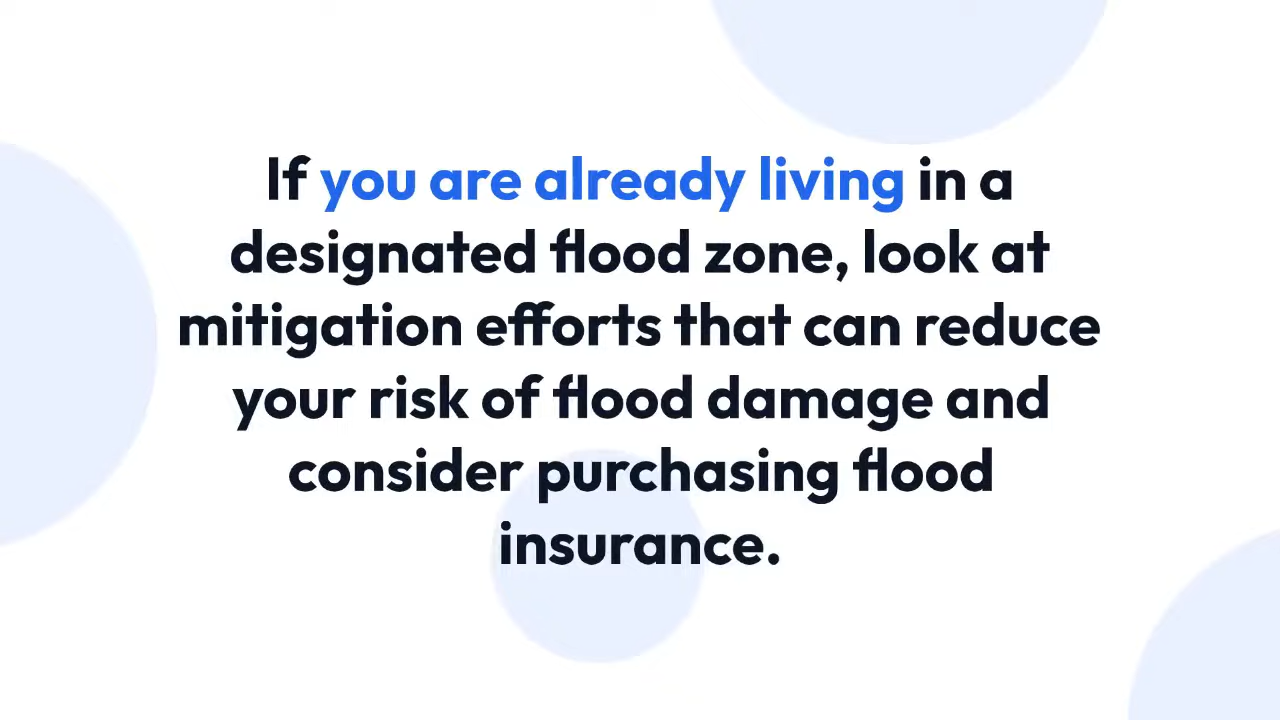 If you are already living in a
designated flood zone, look at
mitigation efforts that can reduce
your risk of flood damage and
consider purchasing flood
insurance.